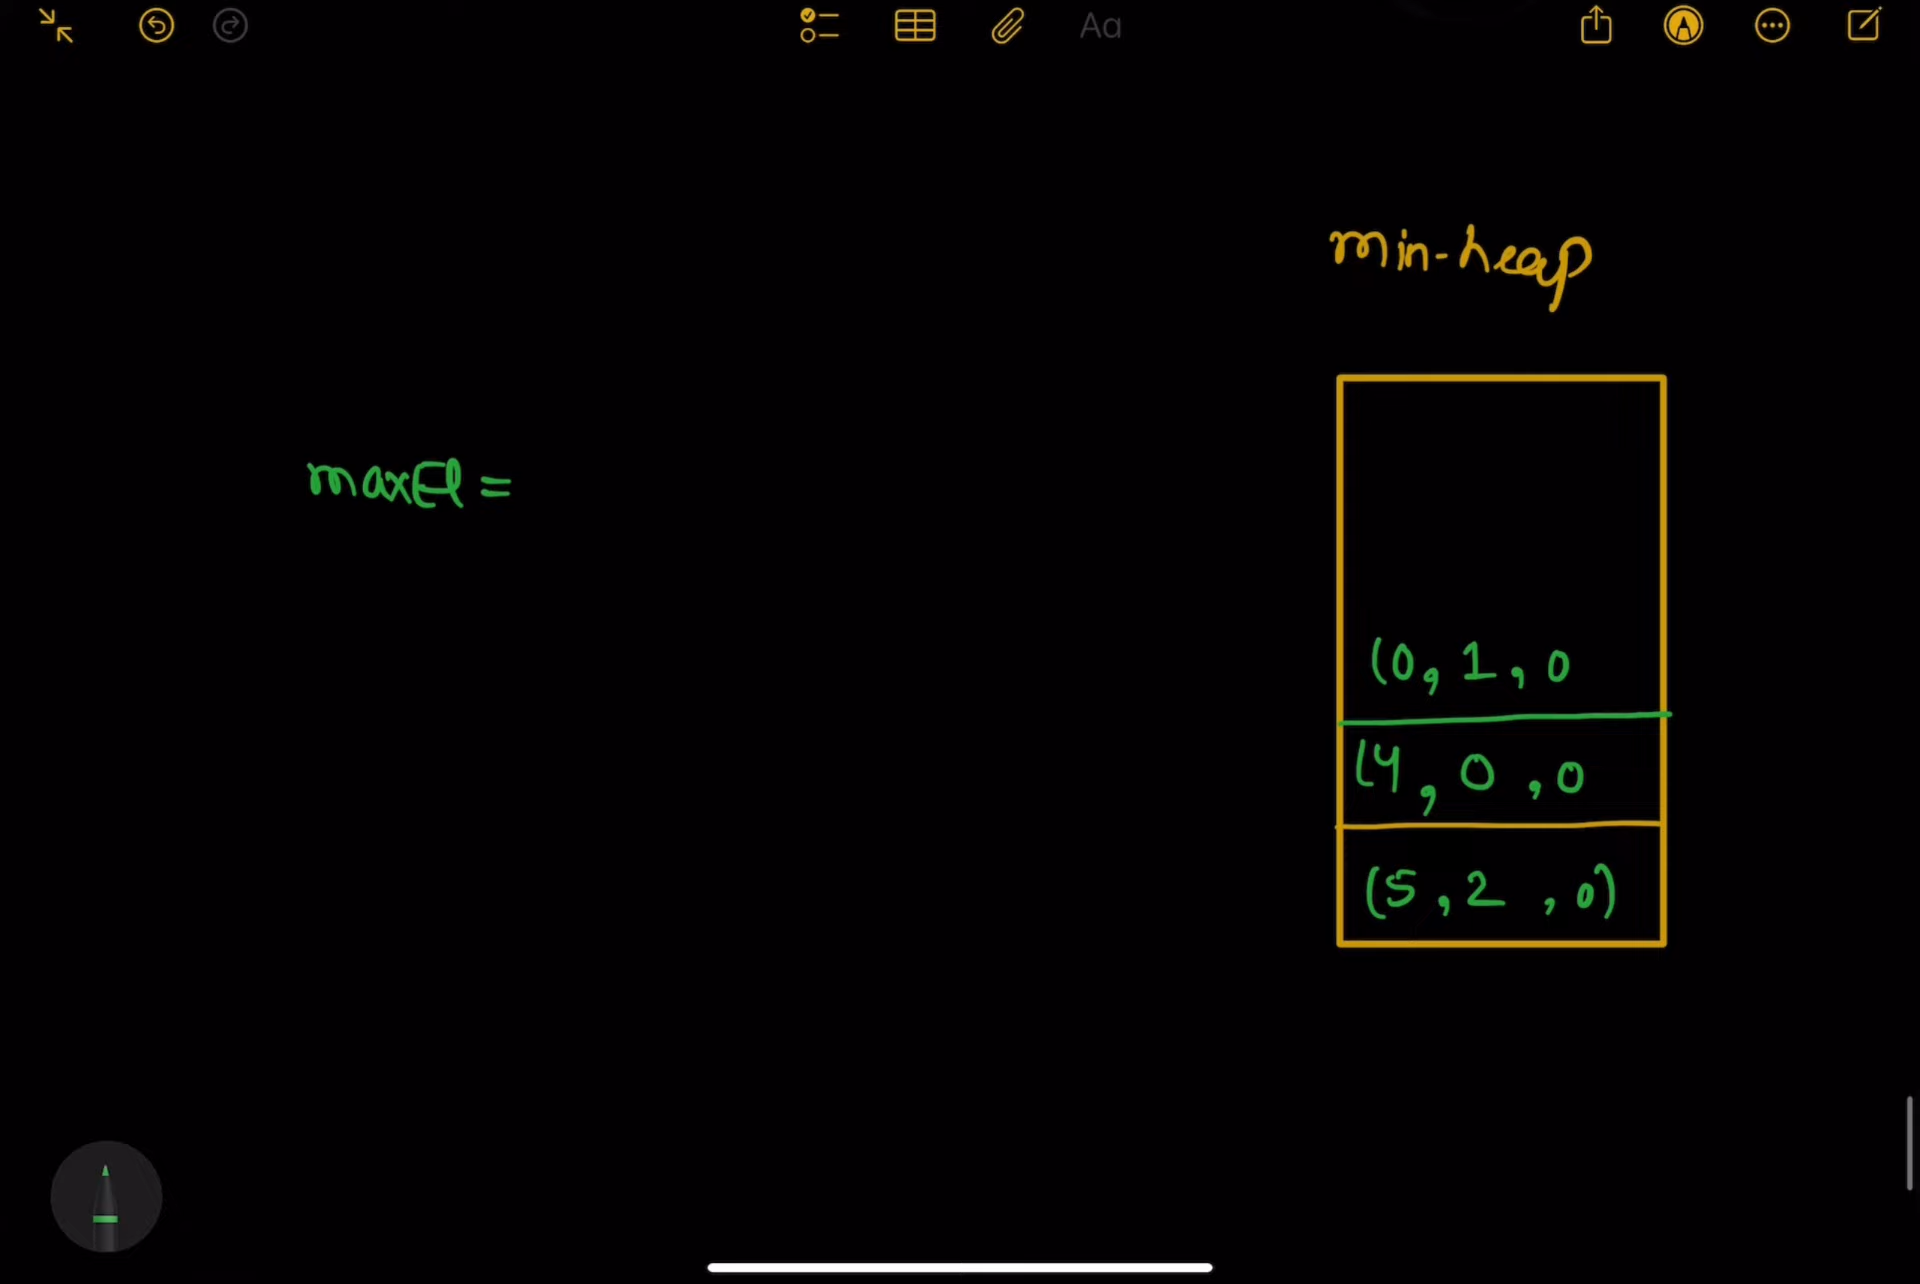 Aa
min-heap
maxEl =
(0, 1, 0
(4, 0, 0
(5, 2, 0)